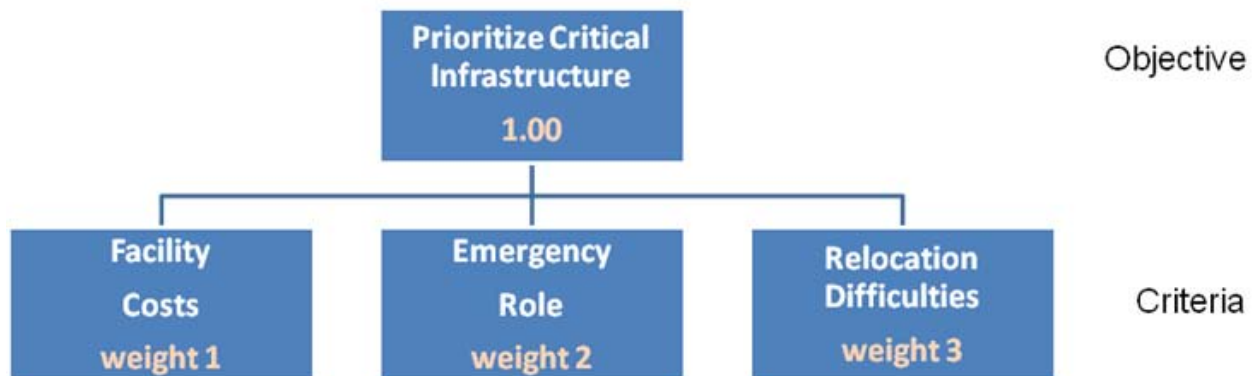 Prioritize Critical
Infrastructure
1.00
Objective
Facility
Costs
weight 1
Emergency
Role
weight 2
Relocation
Difficulties
weight 3
Criteria